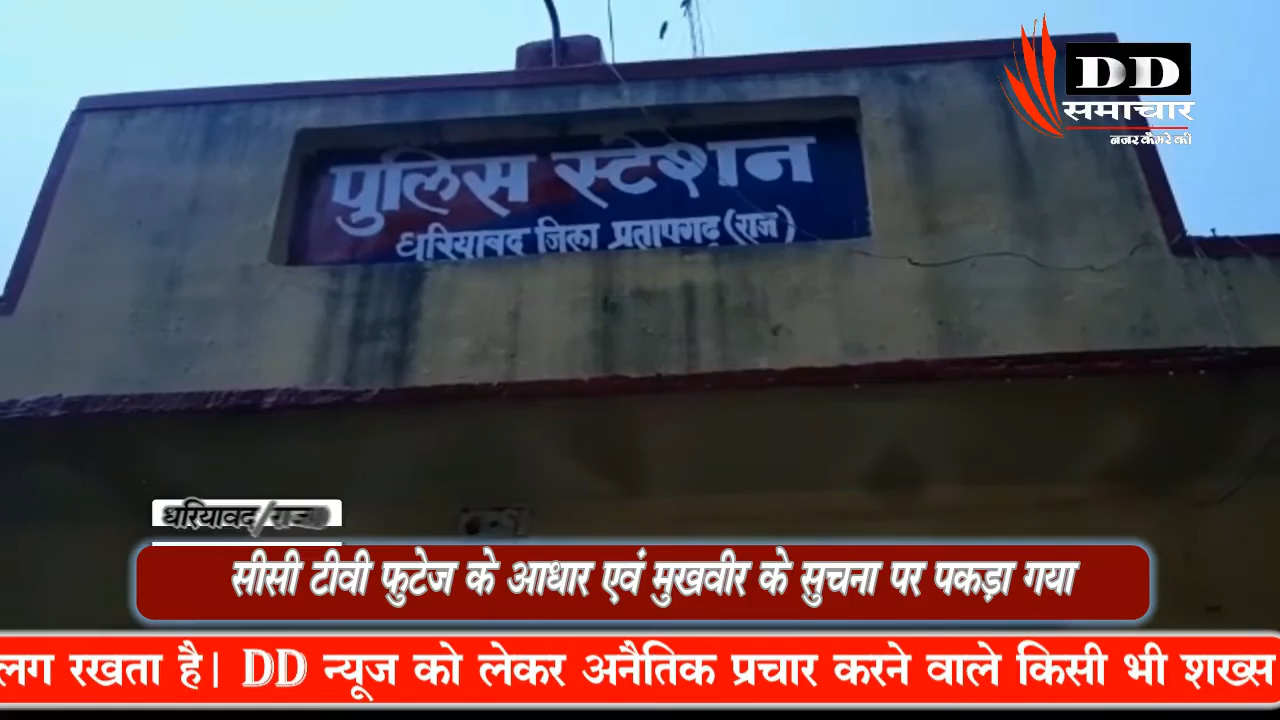 DD
समाचार
नजर कैमरे की
पुलिस स्टेशन
धरियावद जिला प्रतापगढ़ (राज)
धरियावद/राज
सीसी टीवी फुटेज के आधार एवं मुखवीर के सुचना पर पकड़ा गया
लग रखता है। DD न्यूज को लेकर अनैतिक प्रचार करने वाले किसी भी शख्स